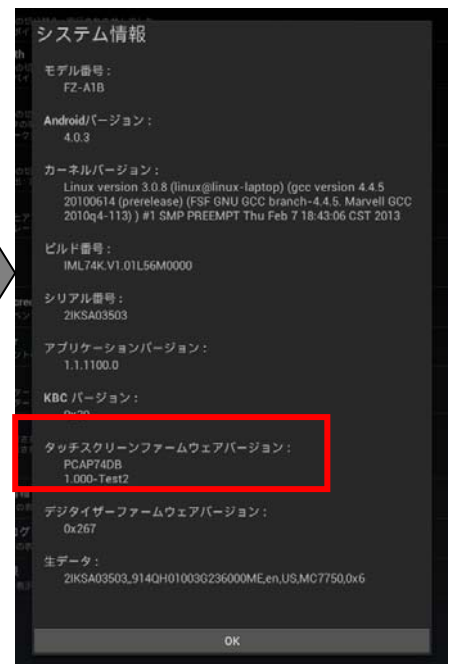 システム情報
モデル番号 :
FZ-A1B
Androidバージョン :
4.0.3
カーネルバージョン :
Linux version 3.0.8 (linux@linux-laptop) (gcc version 4.4.5
20100614 (prerelease) (FSF GNU GCC branch-4.4.5. Marvell GCC
2010q4-113) ) #1 SMP PREEMPT Thu Feb 7 18:43:06 CST 2013
ビルド番号 :
IML74K.V1.01L56M0000
シリアル番号 :
2IKSA03503
アプリケーションバージョン :
1.1.1100.0
KBC バージョン :
タッチスクリーンファームウェアバージョン :
PCAP74DB
1.000-Test2
デジタイザーファームウェアバージョン :
0x267
生データ :
2IKSA03503,,914QH01003G236000ME,en,US,MC7750,0x6
OK